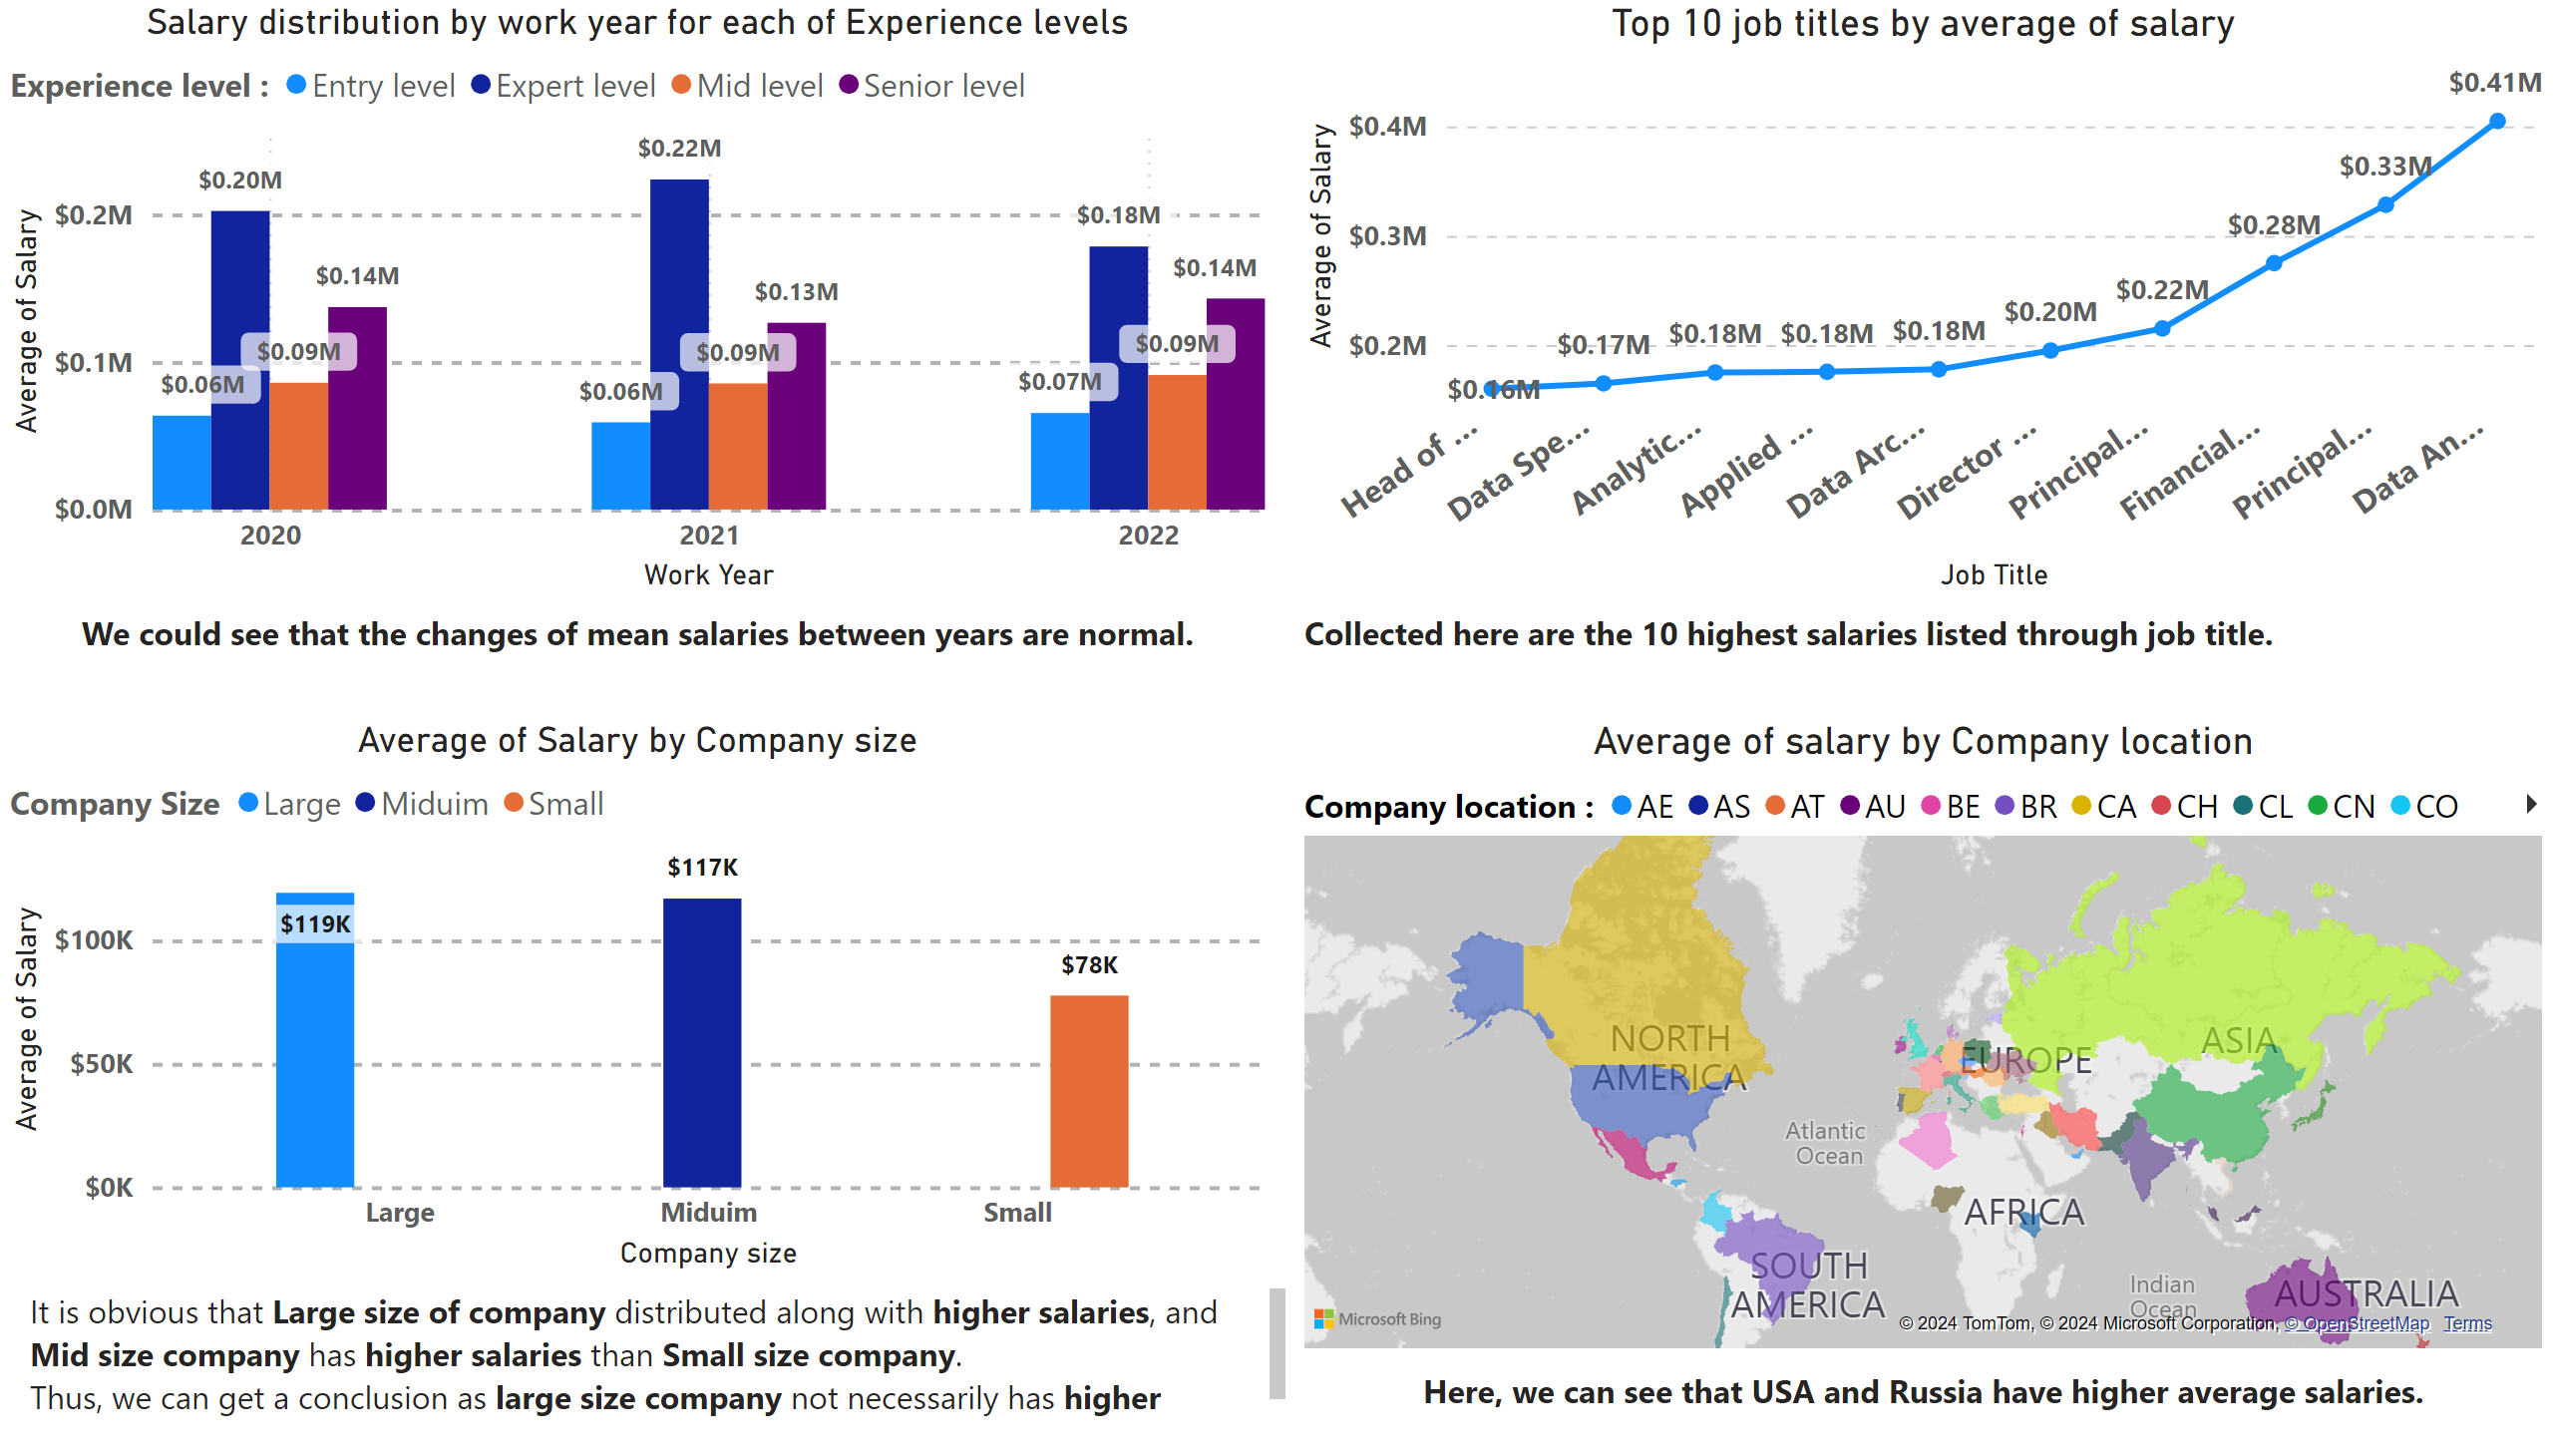 Salary distribution by work year for each of Experience levels
Experience level : Entry level Expert level Mid level Senior level
Average of Salary
$0.2M
$0.1M
$0.0M
$0.06M
$0.20M
$0.09M
$0.14M
$0.06M
$0.22M
$0.09M
$0.13M
$0.07M
$0.18M
$0.09M
$0.14M
2020 2021 2022
Work Year
We could see that the changes of mean salaries between years are normal.
Top 10 job titles by average of salary
Average of Salary
$0.4M
$0.3M
$0.2M
$0.16M
$0.17M
$0.18M
$0.18M
$0.18M
$0.20M
$0.22M
$0.28M
$0.33M
$0.41M
Head of ...
Data Spe...
Analytic...
Applied ...
Data Arc...
Director ...
Principal...
Financial...
Principal...
Data An...
Job Title
Collected here are the 10 highest salaries listed through job title.
Average of Salary by Company size
Company Size Large Miduim Small
Average of Salary
$100K
$50K
$0K
$119K
$117K
$78K
Large Miduim Small
Company size
It is obvious that Large size of company distributed along with higher salaries, and
Mid size company has higher salaries than Small size company.
Thus, we can get a conclusion as large size company not necessarily has higher
Average of salary by Company location
Company location : AE AS AT AU BE BR CA CH CL CN CO
NORTH
AMERICA
EUROPE
ASIA
Atlantic
Ocean
AFRICA
SOUTH
AMERICA
Indian
Ocean
AUSTRALIA
Microsoft Bing
© 2024 TomTom, © 2024 Microsoft Corporation, © OpenStreetMap Terms
Here, we can see that USA and Russia have higher average salaries.